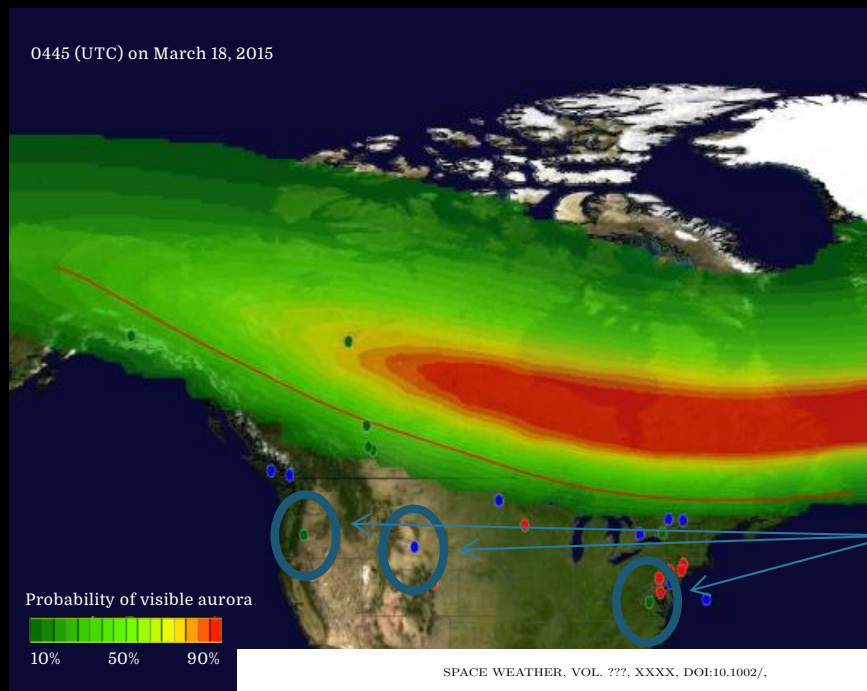 0445 (UTC) on March 18, 2015
Probability of visible aurora
10% 50% 90%
SPACE WEATHER, VOL. ???, XXXX, DOI:10.1002/,